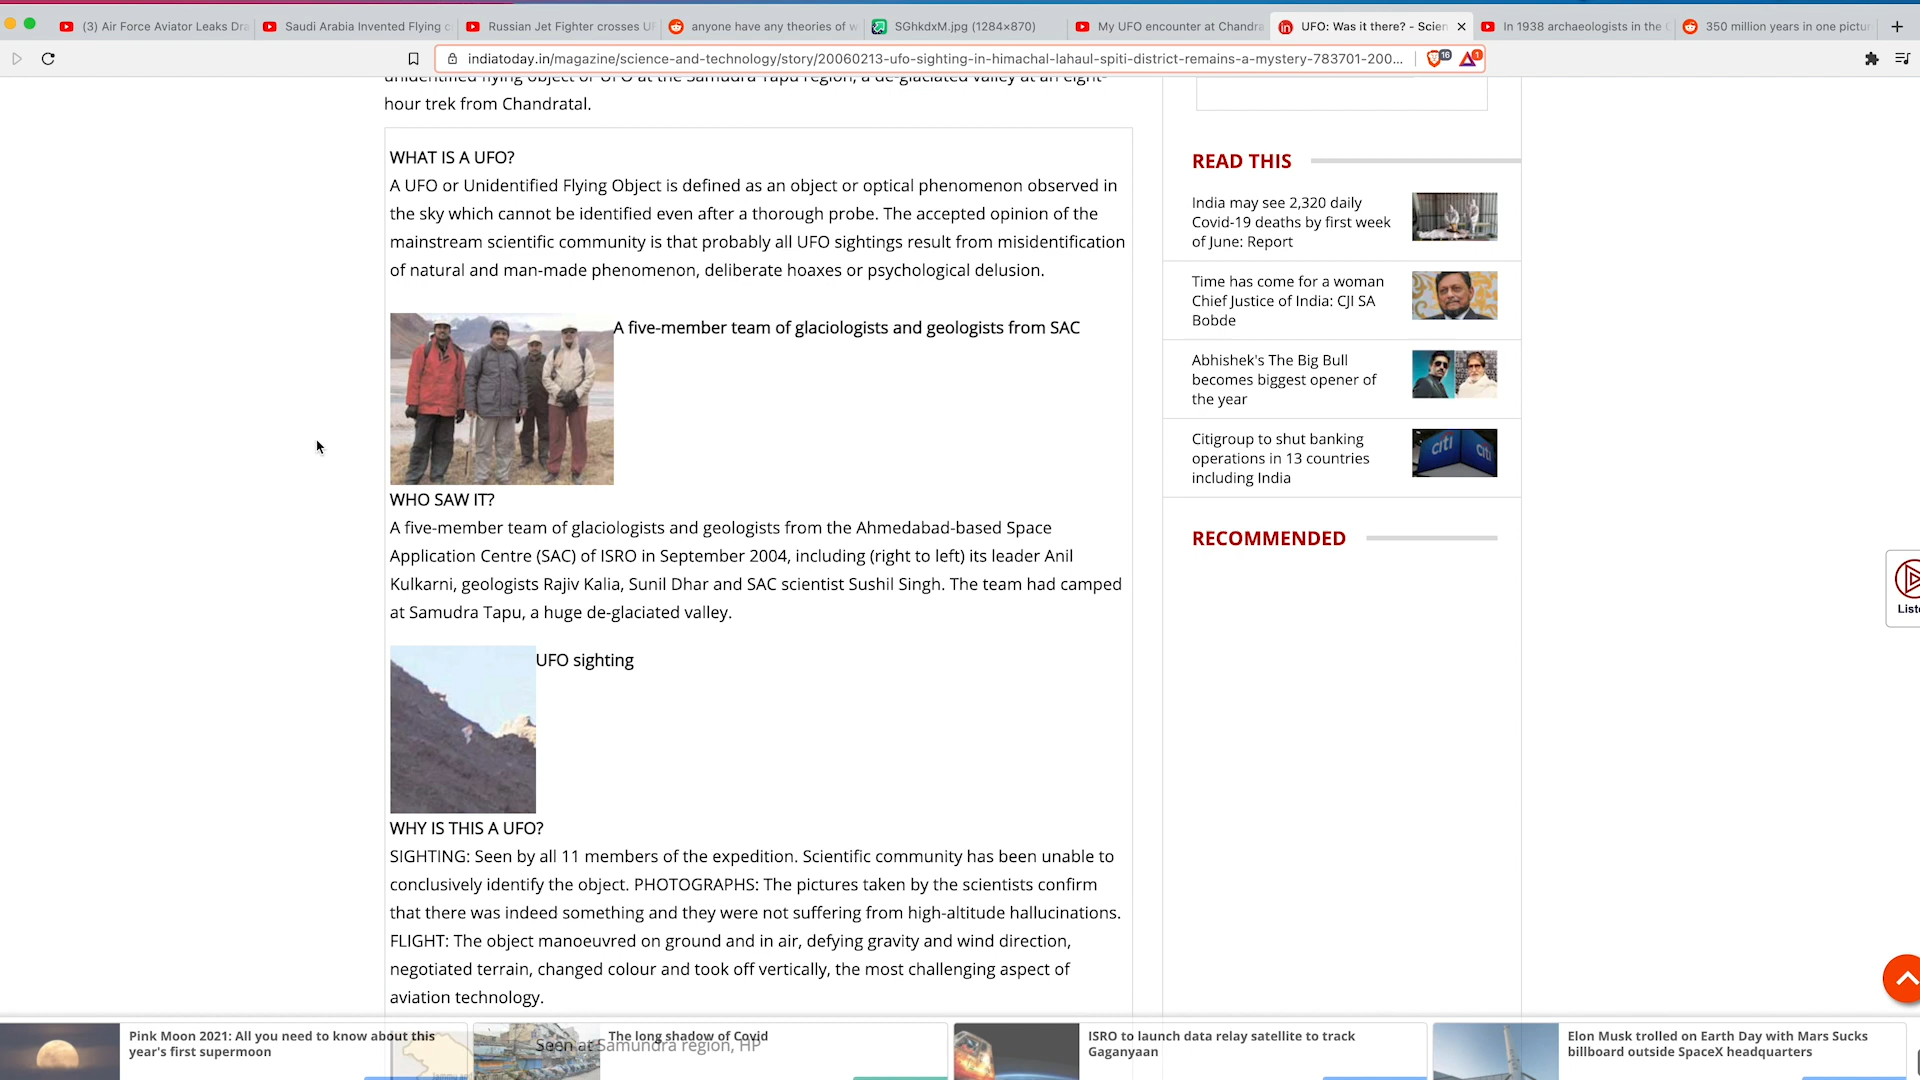 (3) Air Force Aviator Leaks Dra
Saudi Arabia Invented Flying c
Russian Jet Fighter crosses U
anyone have any theories of w
SGhkdxM.jpg (1284×870)
My UFO encounter at Chandra
UFO: Was it there? - Scien
In 1938 archaeologists in the
350 million years in one pictur
indiatoday.in/magazine/science-and-technology/story/20060213-ufo-sighting-in-himachal-lahaul-spiti-district-remains-a-mystery-783701-200...
16
1
unidentified flying object or UFO at the Samudra Tapu region, a de-glaciated valley at an eight-
hour trek from Chandratal.
WHAT IS A UFO?
A UFO or Unidentified Flying Object is defined as an object or optical phenomenon observed in
the sky which cannot be identified even after a thorough probe. The accepted opinion of the
mainstream scientific community is that probably all UFO sightings result from misidentification
of natural and man-made phenomenon, deliberate hoaxes or psychological delusion.
A five-member team of glaciologists and geologists from SAC
WHO SAW IT?
A five-member team of glaciologists and geologists from the Ahmedabad-based Space
Application Centre (SAC) of ISRO in September 2004, including (right to left) its leader Anil
Kulkarni, geologists Rajiv Kalia, Sunil Dhar and SAC scientist Sushil Singh. The team had camped
at Samudra Tapu, a huge de-glaciated valley.
UFO sighting
WHY IS THIS A UFO?
SIGHTING: Seen by all 11 members of the expedition. Scientific community has been unable to
conclusively identify the object. PHOTOGRAPHS: The pictures taken by the scientists confirm
that there was indeed something and they were not suffering from high-altitude hallucinations.
FLIGHT: The object manoeuvred on ground and in air, defying gravity and wind direction,
negotiated terrain, changed colour and took off vertically, the most challenging aspect of
aviation technology.
Seen at Samundra region, HP
READ THIS
India may see 2,320 daily
Covid-19 deaths by first week
of June: Report
Time has come for a woman
Chief Justice of India: CJI SA
Bobde
Abhishek's The Big Bull
becomes biggest opener of
the year
Citigroup to shut banking
operations in 13 countries
including India
citi
citi
RECOMMENDED
List
Pink Moon 2021: All you need to know about this
year's first supermoon
The long shadow of Covid
ISRO to launch data relay satellite to track
Gaganyaan
Elon Musk trolled on Earth Day with Mars Sucks
billboard outside SpaceX headquarters